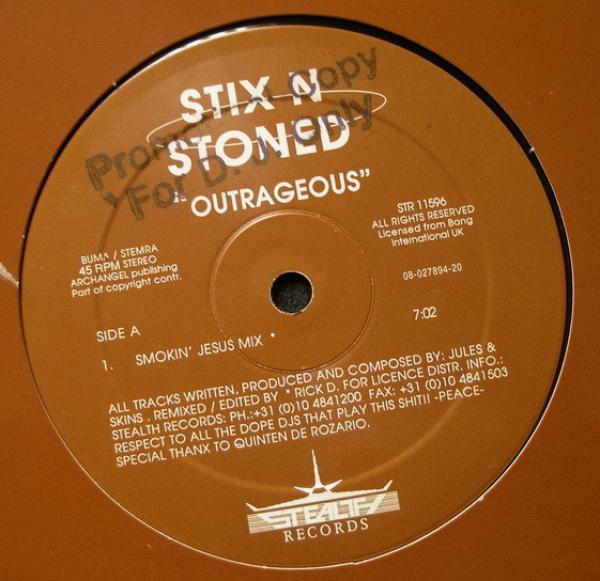 STIX N
STONED
Promotion Copy
For D.J. Only
" OUTRAGEOUS"
BUMA / STEMRA
45 RPM STEREO
ARCHANGEL publishing
Part of copyright contr.
STR 11596
ALL RIGHTS RESERVED
Licensed from Bang
International UK
08-027894-20
SIDE A
1. SMOKIN' JESUS MIX * 7:02
ALL TRACKS WRITTEN, PRODUCED AND COMPOSED BY: JULES &
SKINS . REMIXED / EDITED BY * RICK D. FOR LICENCE DISTR. INFO.:
STEALTH RECORDS: PH.:+31 (0)10 4841200 FAX: +31 (0)10 4841503
RESPECT TO ALL THE DOPE DJS THAT PLAY THIS SHIT!! -PEACE-
SPECIAL THANX TO QUINTEN DE ROZARIO.
STEALTH
RECORDS